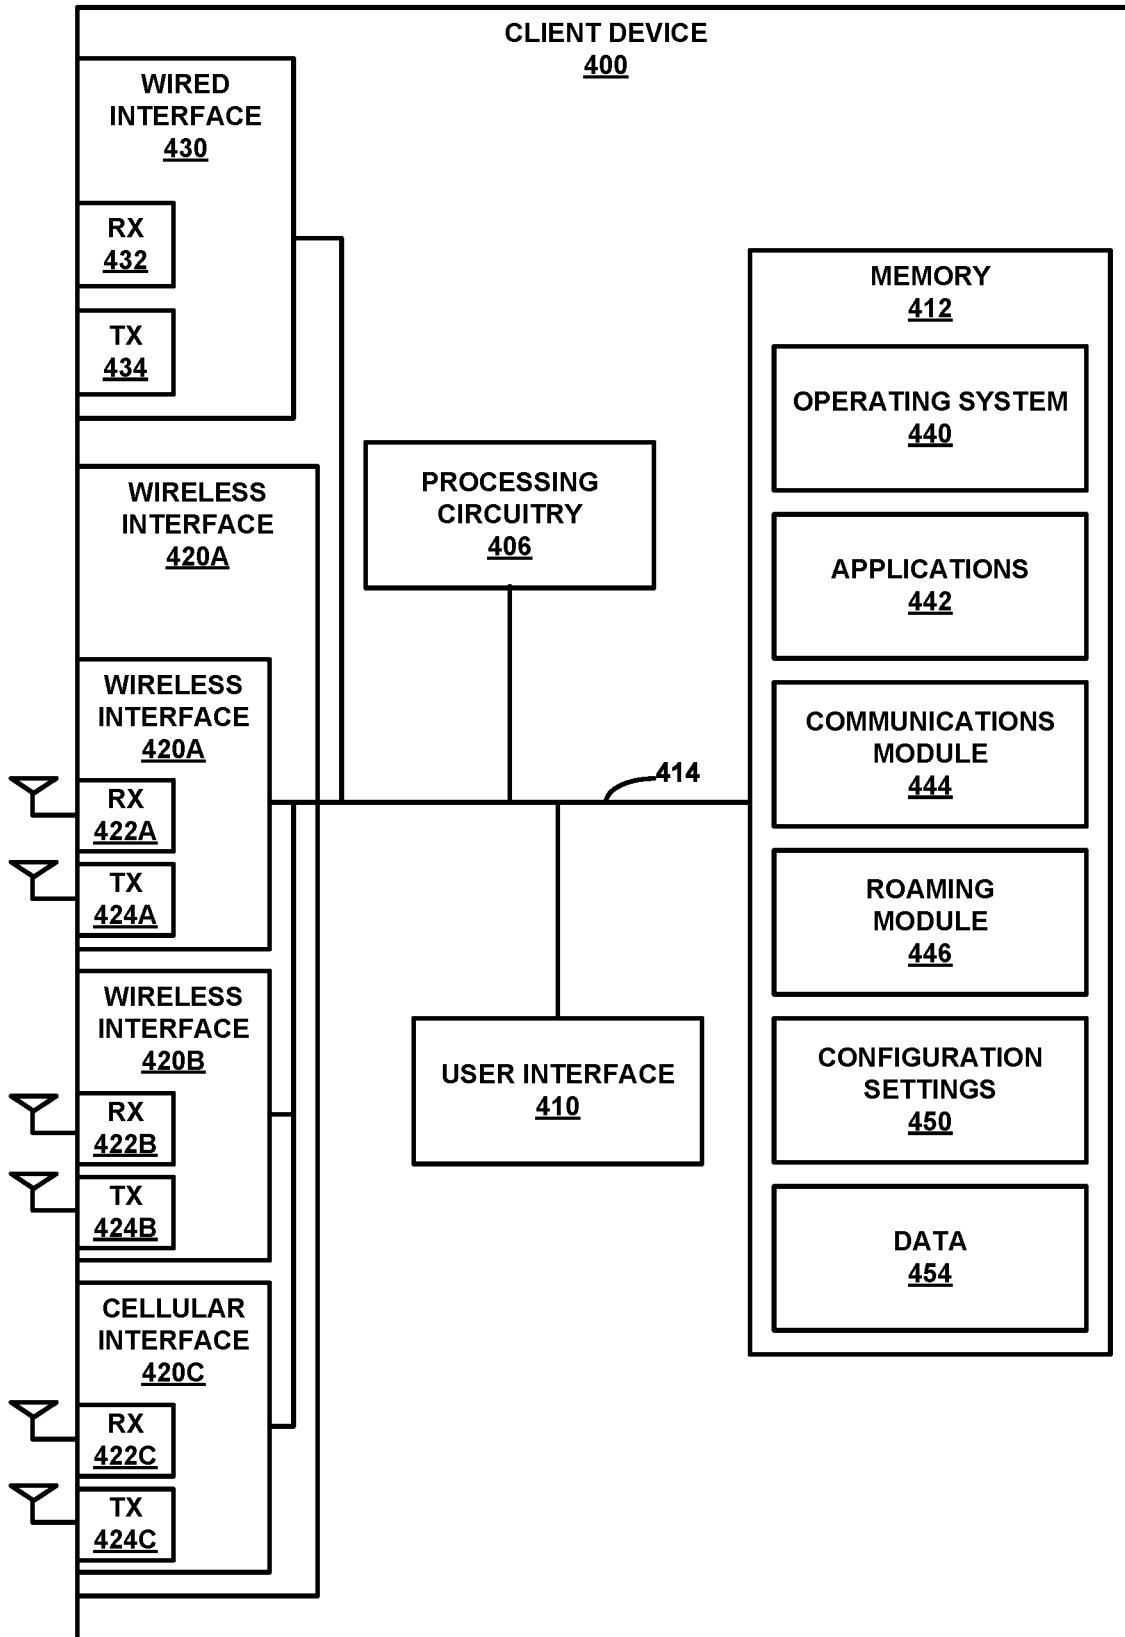 CLIENT DEVICE
400
WIRED
INTERFACE
430
RX
432
TX
434
WIRELESS
INTERFACE
420A
WIRELESS
INTERFACE
420A
RX
422A
TX
424A
WIRELESS
INTERFACE
420B
RX
422B
TX
424B
CELLULAR
INTERFACE
420C
RX
422C
TX
424C
PROCESSING
CIRCUITRY
406
414
USER INTERFACE
410
MEMORY
412
OPERATING SYSTEM
440
APPLICATIONS
442
COMMUNICATIONS
MODULE
444
ROAMING
MODULE
446
CONFIGURATION
SETTINGS
450
DATA
454